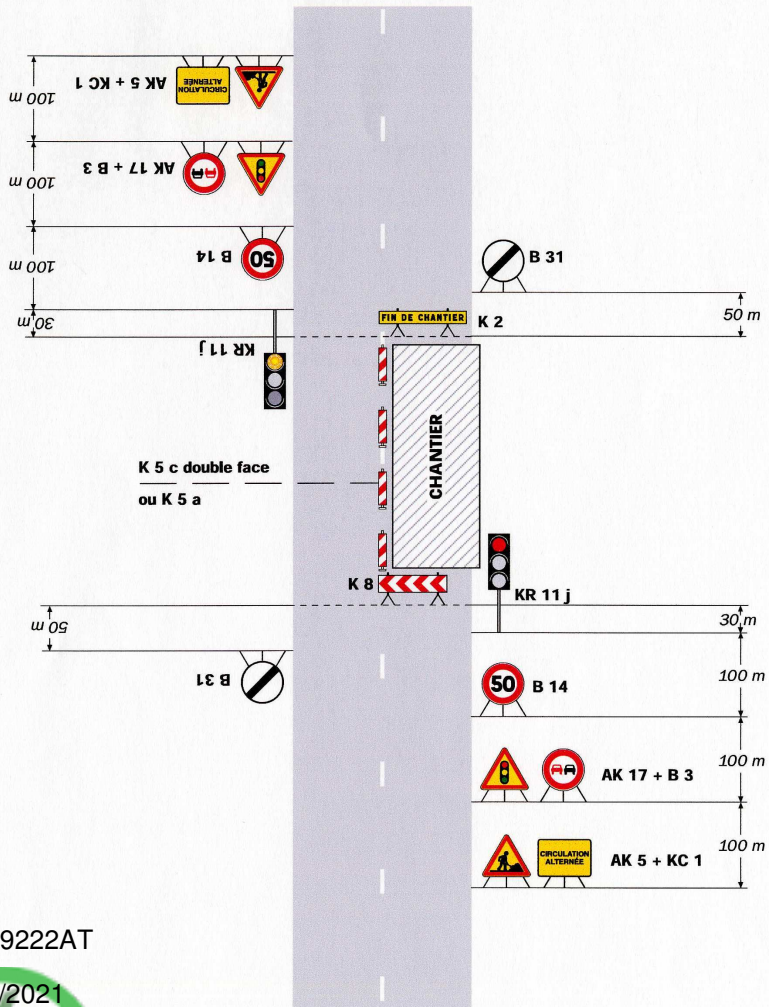 AK 5 + KC 1
CIRCULATION
ALTERNÉE
100 m
AK 17 + B 3
100 m
B 14
50
100 m
30 m
KR 11 j
B 31
FIN DE CHANTIER
K 2
50 m
K 5 c double face
ou K 5 a
CHANTIER
K 8
KR 11 j
30 m
50 m
B 31
50
B 14
100 m
AK 17 + B 3
100 m
CIRCULATION
ALTERNÉE
AK 5 + KC 1
100 m
9222AT
/2021